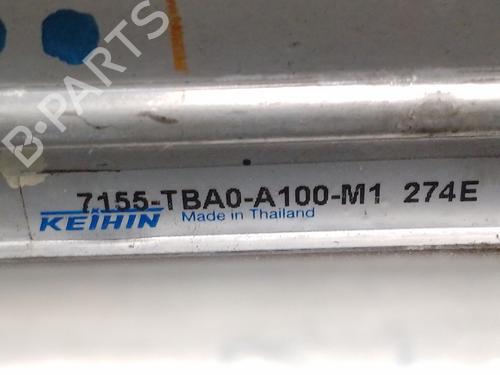 B-PARTS
7155-TBA0-A100-M1 274E
KEIHIN Made in Thailand